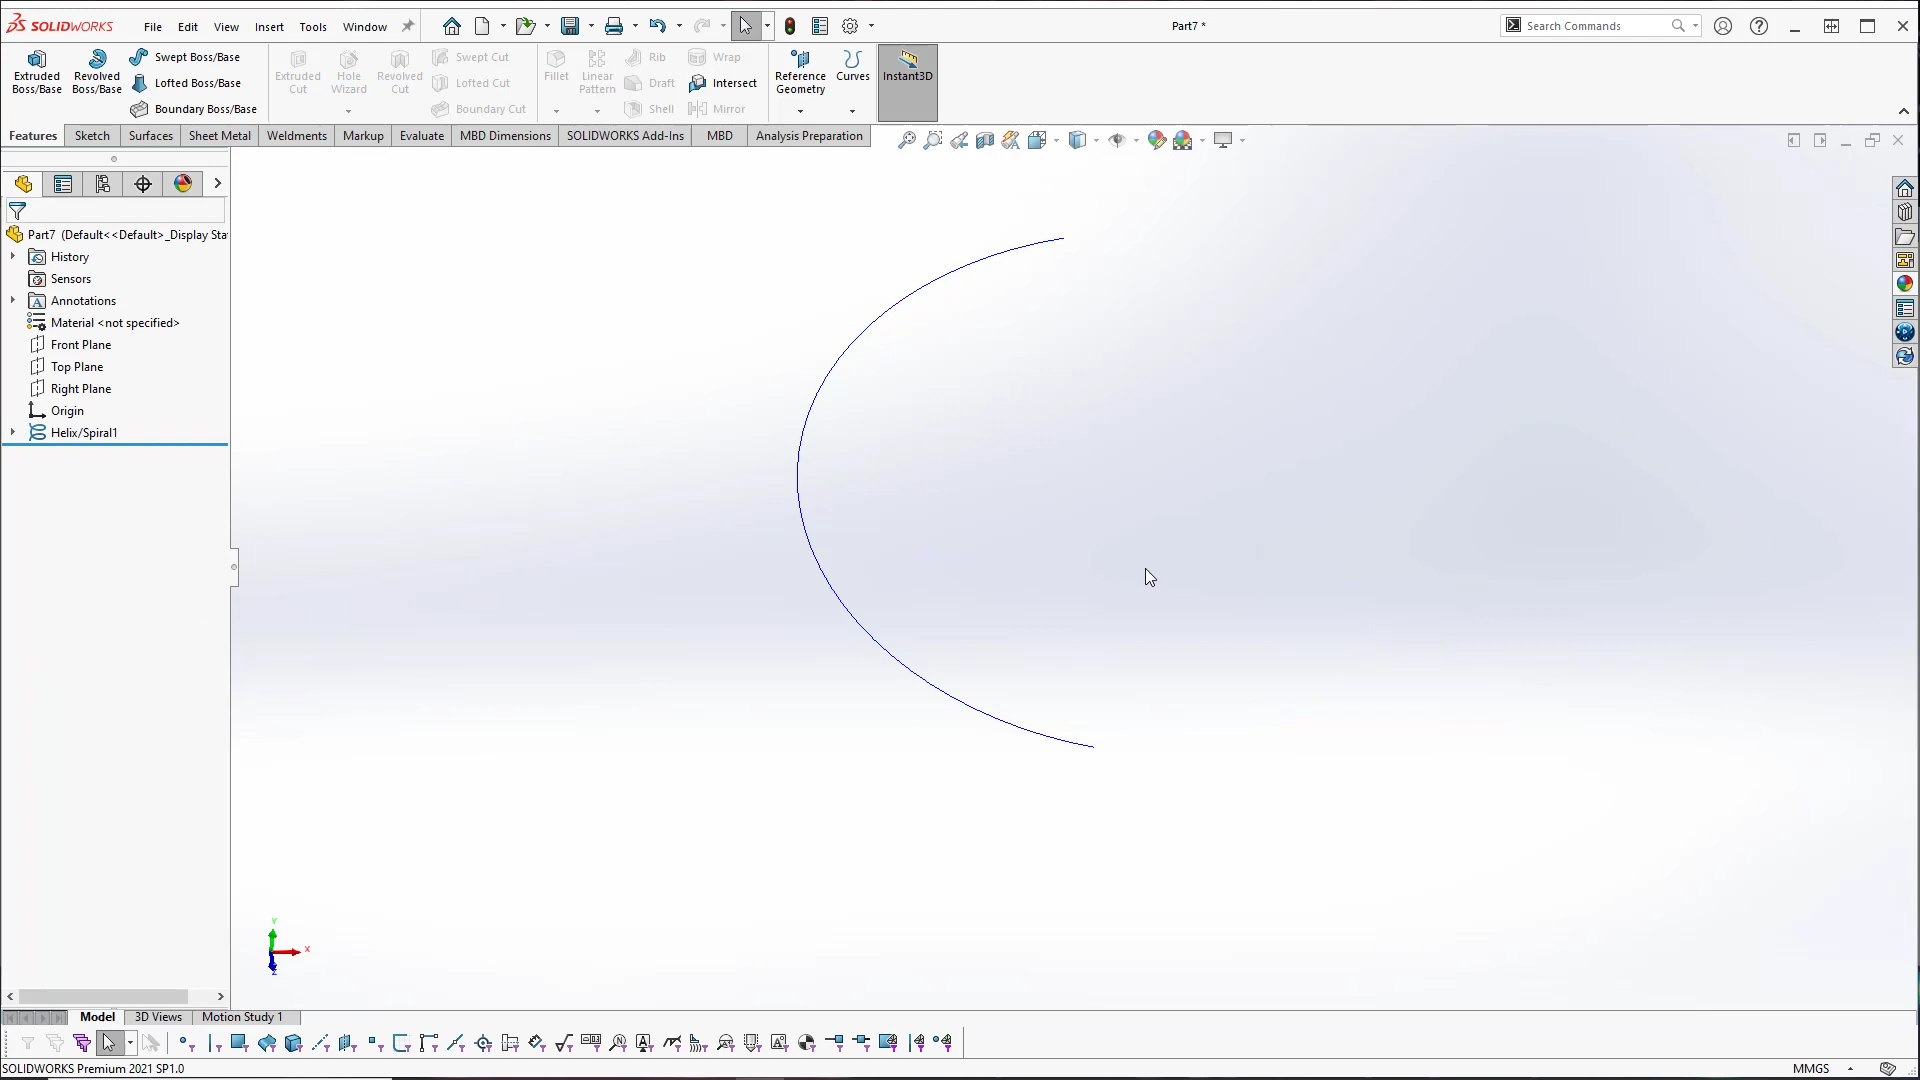 SOLIDWORKS File Edit View Insert Tools Window Part7 * Search Commands
Extruded Boss/Base
Revolved Boss/Base
Swept Boss/Base
Lofted Boss/Base
Boundary Boss/Base
Extruded Cut
Hole Wizard
Revolved Cut
Swept Cut
Lofted Cut
Boundary Cut
Fillet
Linear Pattern
Rib
Draft
Shell
Wrap
Intersect
Mirror
Reference Geometry
Curves
Instant3D
Features Sketch Surfaces Sheet Metal Weldments Markup Evaluate MBD Dimensions SOLIDWORKS Add-Ins MBD Analysis Preparation
Part7 (Default<<Default>_Display Sta
History
Sensors
Annotations
Material <not specified>
Front Plane
Top Plane
Right Plane
Origin
Helix/Spiral1
Y
X
Z
Model 3D Views Motion Study 1
SOLIDWORKS Premium 2021 SP1.0 MMGS